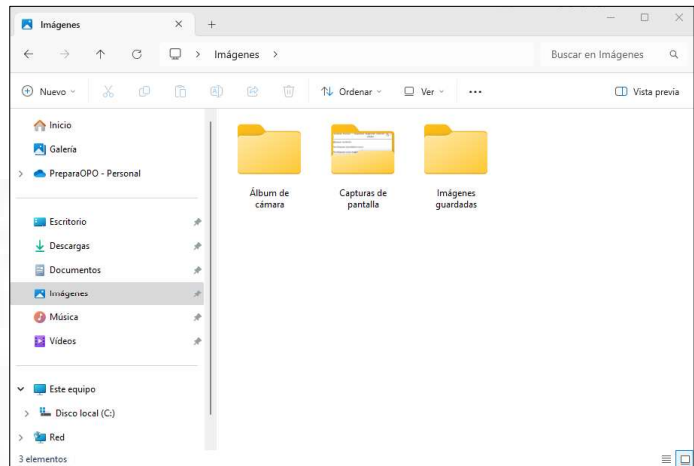 Imágenes
Imágenes
Buscar en Imágenes
Nuevo
Ordenar
Ver
Vista previa
Inicio
Galería
PreparaOPO - Personal
Álbum de cámara
Capturas de pantalla
Imágenes guardadas
Escritorio
Descargas
Documentos
Imágenes
Música
Vídeos
Este equipo
Disco local (C:)
Red
3 elementos